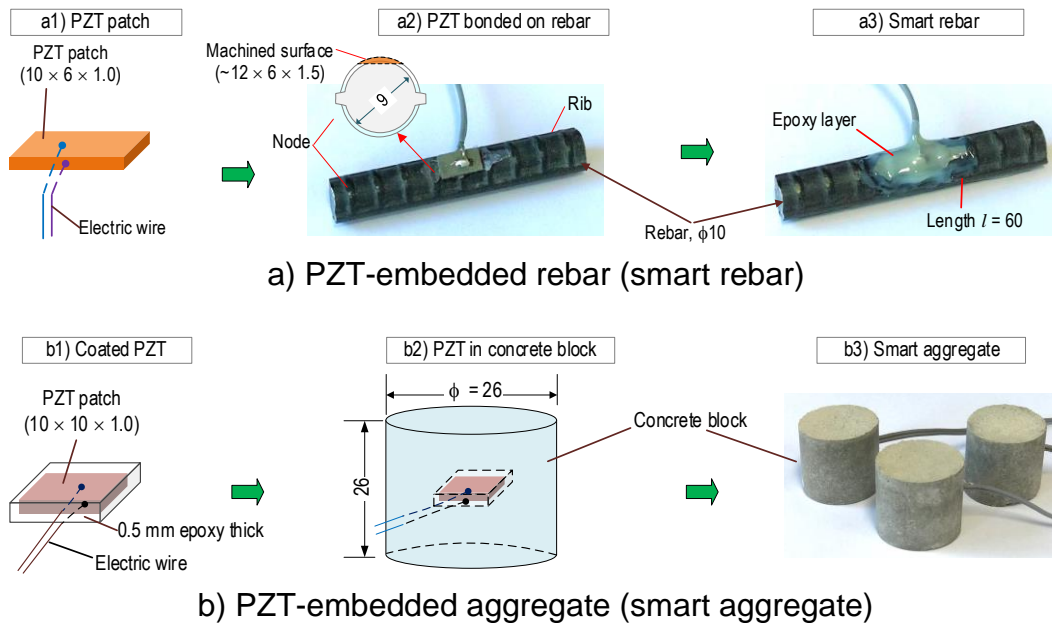 a1) PZT patch
a2) PZT bonded on rebar
a3) Smart rebar
PZT patch
(10 × 6 × 1.0)
Electric wire
Machined surface
(~12 × 6 × 1.5)
9
Node
Rib
Rebar, ϕ10
Epoxy layer
Length l = 60
a) PZT-embedded rebar (smart rebar)
b1) Coated PZT
b2) PZT in concrete block
b3) Smart aggregate
PZT patch
(10 × 10 × 1.0)
0.5 mm epoxy thick
Electric wire
ϕ = 26
26
Concrete block
b) PZT-embedded aggregate (smart aggregate)